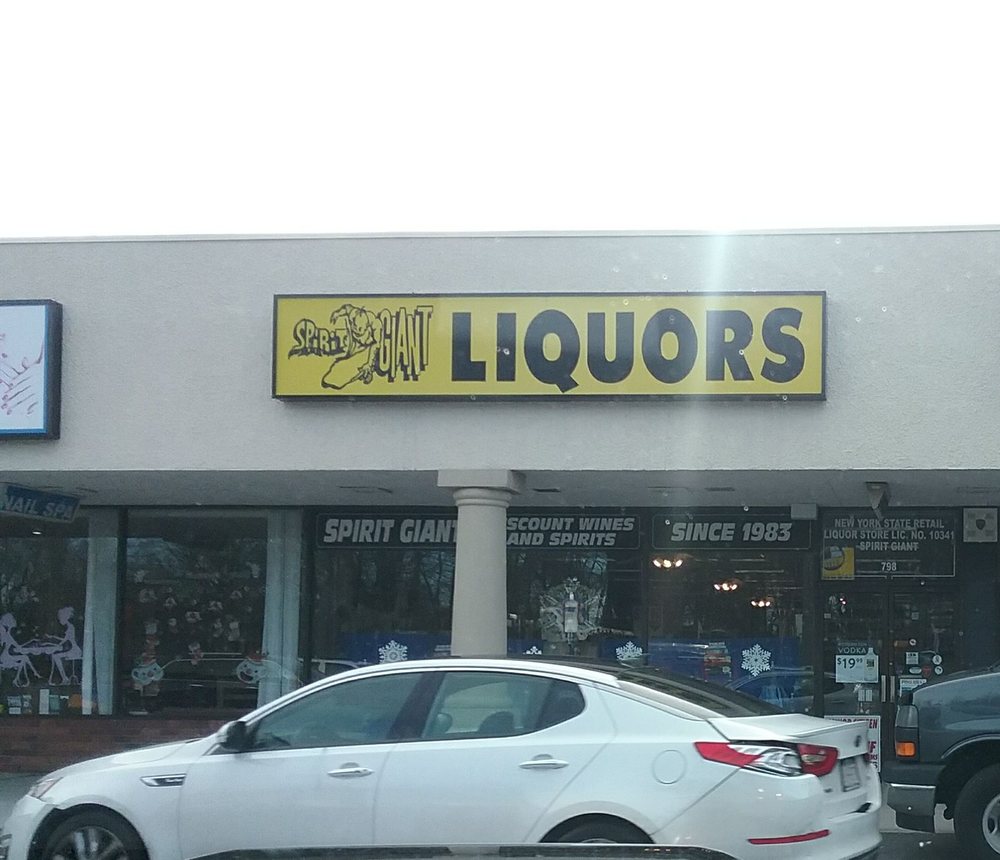 SPIRIT GIANT LIQUORS
NAIL SPA
SPIRIT GIANT
SCOUNT WINES
AND SPIRITS
SINCE 1983
NEW YORK STATE RETAIL
LIQUOR STORE LIC. NO. 10341
SPIRIT GIANT
798
VODKA
$19.99